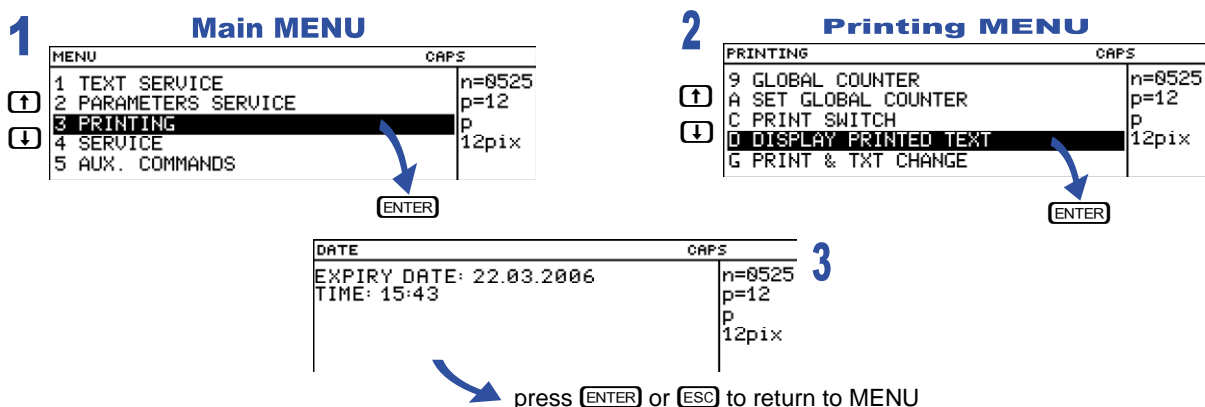 1 Main MENU
MENU CAPS
1 TEXT SERVICE
2 PARAMETERS SERVICE
3 PRINTING
4 SERVICE
5 AUX. COMMANDS
n=0525
p=12
p
12pix
ENTER
2 Printing MENU
PRINTING CAPS
9 GLOBAL COUNTER
A SET GLOBAL COUNTER
C PRINT SWITCH
D DISPLAY PRINTED TEXT
G PRINT & TXT CHANGE
n=0525
p=12
p
12pix
ENTER
DATE CAPS
EXPIRY DATE: 22.03.2006
TIME: 15:43
n=0525
p=12
p
12pix
3
press ENTER or ESC to return to MENU